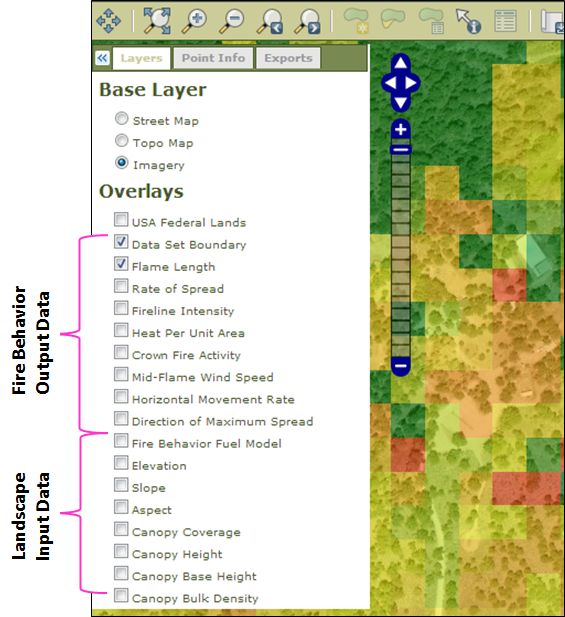 Layers
Point Info
Exports
Base Layer
Street Map
Topo Map
Imagery
Overlays
USA Federal Lands
Data Set Boundary
Flame Length
Rate of Spread
Fireline Intensity
Heat Per Unit Area
Crown Fire Activity
Mid-Flame Wind Speed
Horizontal Movement Rate
Direction of Maximum Spread
Fire Behavior Fuel Model
Elevation
Slope
Aspect
Canopy Coverage
Canopy Height
Canopy Base Height
Canopy Bulk Density
Fire Behavior
Output Data
Landscape
Input Data